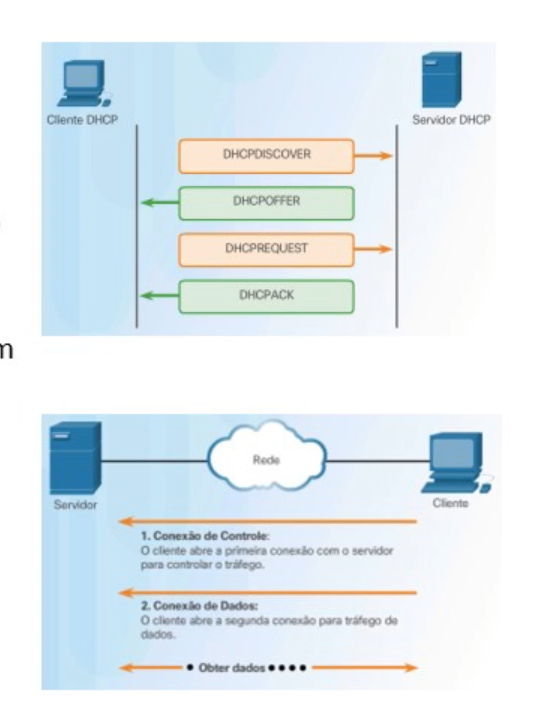 Cliente DHCP
Servidor DHCP
DHCPDISCOVER
DHCPOFFER
DHCPREQUEST
DHCPACK
m
Rede
Servidor
Cliente
1. Conexão de Controle:
O cliente abre a primeira conexão com o servidor
para controlar o tráfego.
2. Conexão de Dados:
O cliente abre a segunda conexão para tráfego de
dados.
Obter dados